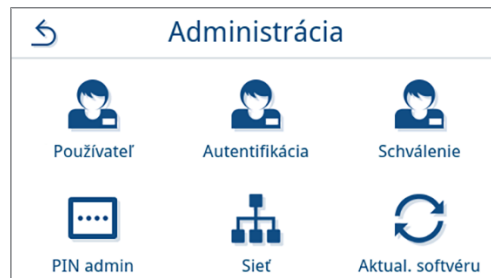 Administrácia
Používateľ Autentifikácia Schválenie
PIN admin Sieť Aktual. softvéru